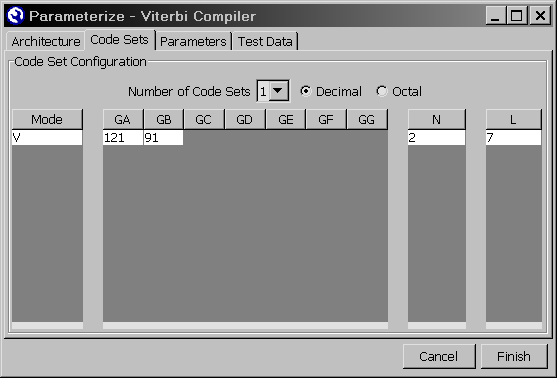 Parameterize - Viterbi Compiler
Architecture Code Sets Parameters Test Data
Code Set Configuration
Number of Code Sets 1 Decimal Octal
Mode GA GB GC GD GE GF GG N L
V 121 91 2 7
Cancel Finish